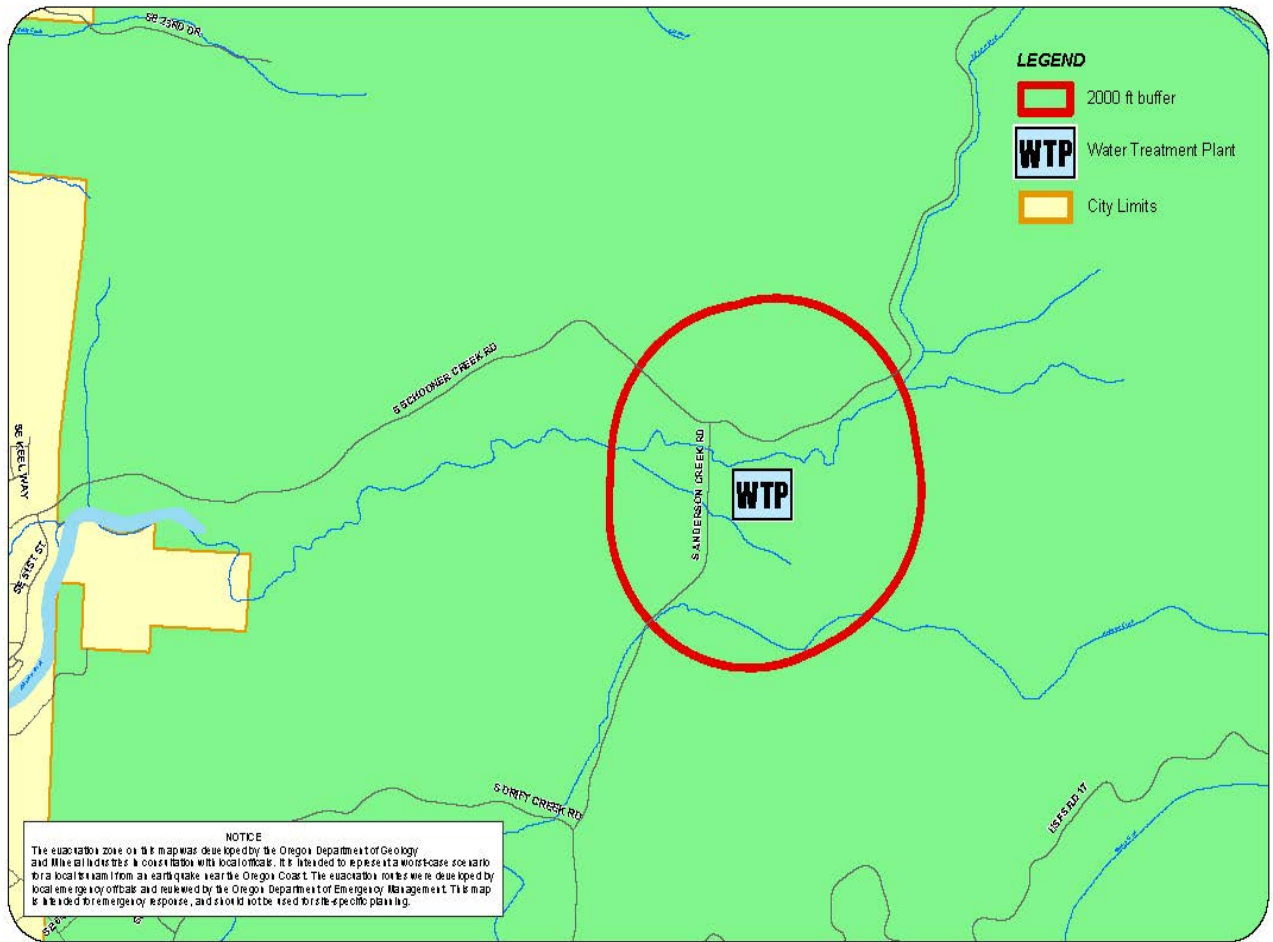 SE 23RD DR
LEGEND
2000 ft buffer
WTP Water Treatment Plant
City Limits
S SCHOONER CREEK RD
SE KEEL WAY
S ANDERSON CREEK RD
WTP
SE 51ST ST
S DRIFT CREEK RD
USFS RD 17
NOTICE
The evacuation zone on this map was developed by the Oregon Department of Geology
and Mineral Industries in consultation with local officals. It is intended to represent a worst-case scenario
for a local tsunami from an earthquake near the Oregon Coast. The evacuation routes were developed by
local emergency officals and reviewed by the Oregon Department of Emergency Management. This map
is intended for emergency response, and should not be used for site-specific planning.